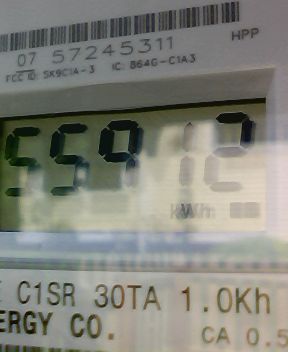 07 57245311
HPP
FCC ID: SK9C1A-3 IC: 864G-C1A3
55912
kWh
C1SR 30TA 1.0Kh
ERGY CO.
CA 0.5